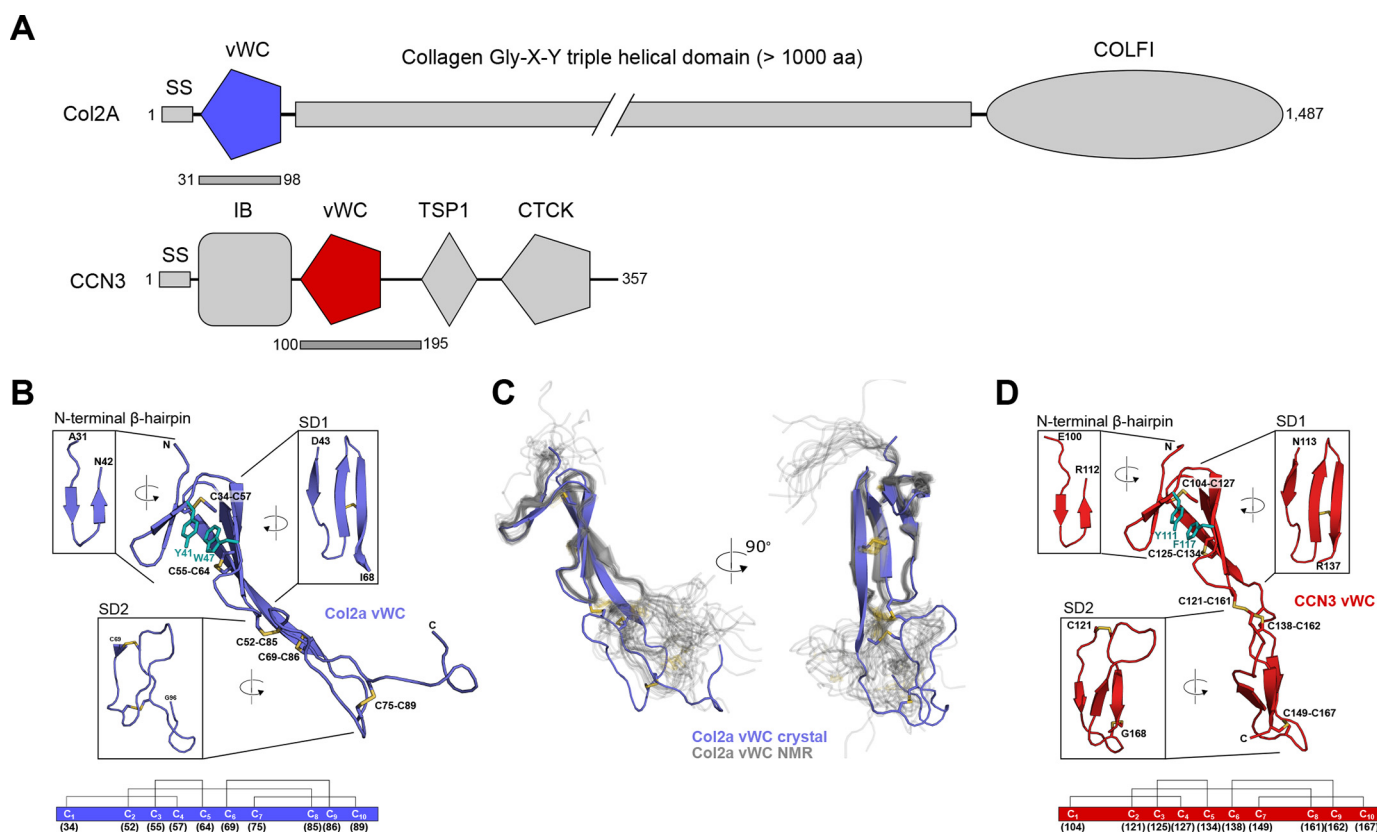 A
vWC
Collagen Gly-X-Y triple helical domain (> 1000 aa)
COLFI
SS
Col2A
1
1,487
31
98
IB
vWC
TSP1
CTCK
SS
CCN3
1
357
100
195
B
N-terminal β-hairpin
SD1
A31
N42
N
D43
I68
C34-C57
Y41
W47
C55-C64
Col2a vWC
SD2
C69
G96
C52-C85
C69-C86
C
C75-C89
C1 C2 C3 C4 C5 C6 C7 C8 C9 C10
(34) (52) (55) (57) (64) (69) (75) (85) (86) (89)
C
90°
Col2a vWC crystal
Col2a vWC NMR
D
N-terminal β-hairpin
SD1
E100
R112
N
N113
R137
C104-C127
Y111
F117
C125-C134
C121-C161
CCN3 vWC
C138-C162
SD2
C121
G168
C149-C167
C
C1 C2 C3 C4 C5 C6 C7 C8 C9 C10
(104) (121) (125) (127) (134) (138) (149) (161) (162) (167)